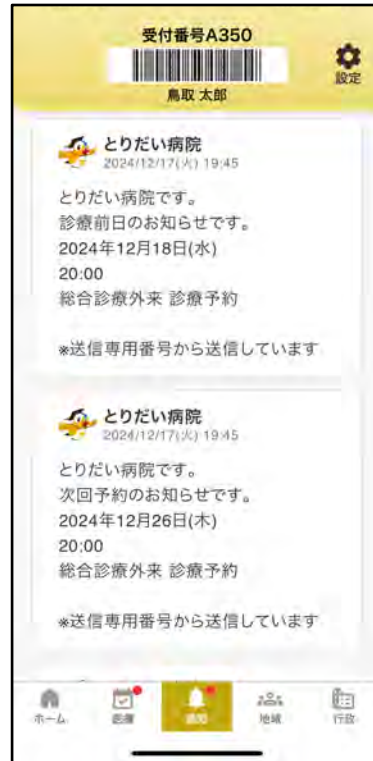 受付番号A350
設定
鳥取 太郎
とりだい病院
2024/12/17(火) 19:45
とりだい病院です。
診療前日のお知らせです。
2024年12月18日(水)
20:00
総合診療外来 診療予約
*送信専用番号から送信しています
とりだい病院
2024/12/17(火) 19:45
とりだい病院です。
次回予約のお知らせです。
2024年12月26日(木)
20:00
総合診療外来 診療予約
*送信専用番号から送信しています
ホーム
医療
通知
地域
行政